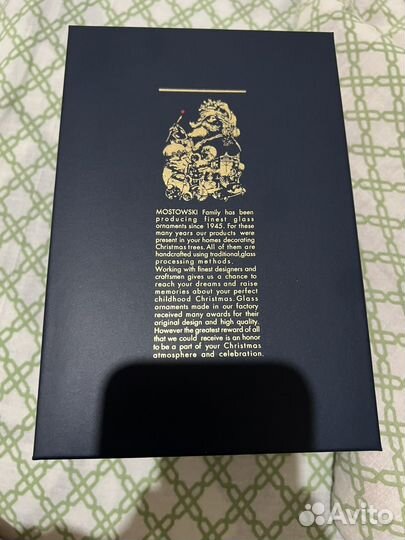 MOSTOWSKI Family has been
producing finest glass
ornaments since 1945. For these
many years our products were
present in your homes decorating
Christmas trees. All of them are
handcrafted using traditional,glass
processing methods.
Working with finest designers and
craftsmen gives us a chance to
reach your dreams and raise
memories about your perfect
childhood Christmas.Glass
ornaments made in our factory
received many awards for their
original design and high quality.
However the greatest reward of all
that we could receive is an honor
to be a part of your Christmas
atmosphere and celebration.
Avito